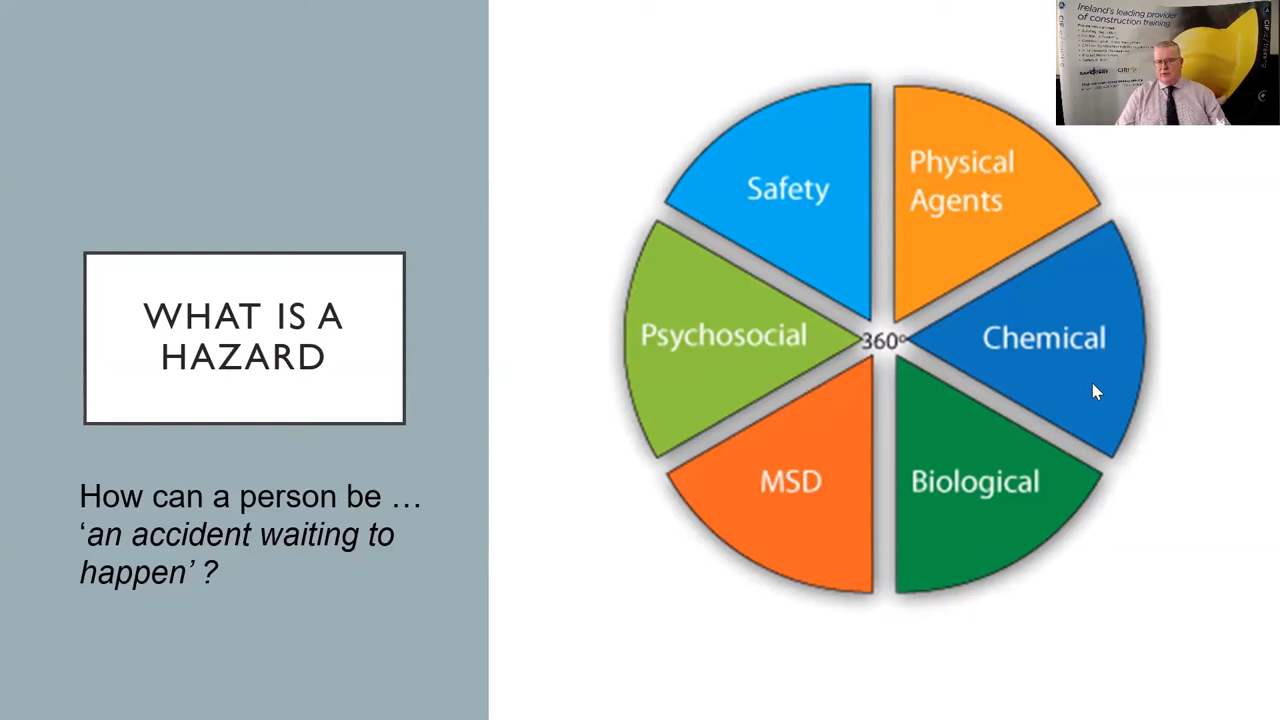 WHAT IS A
HAZARD
How can a person be …
‘an accident waiting to
happen’ ?
Safety
Physical
Agents
Psychosocial
360º
Chemical
MSD
Biological
Ireland's leading provider
of construction training